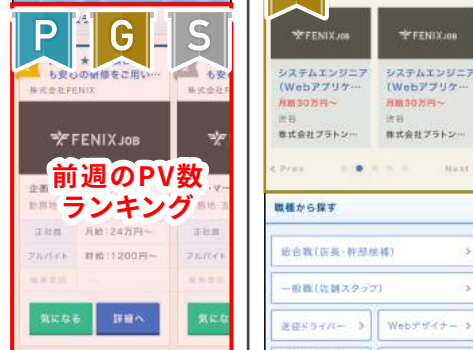 P G S
も安心の研修をご用い…
株式会社FENIX
FENIX JOB
前週のPV数
ランキング
正社員
月給:24万円〜
アルバイト
時給:1200円〜
気になる
詳細へ
正社員
アルバイト
気にな
FENIX JOB
FENIX JOB
システムエンジニア
(Webアプリケ…
月給30万円〜
渋谷
株式会社プラトン…
システムエンジニア
(Webアプリケ…
月給30万円〜
渋谷
株式会社プラトン…
< Prev
Next
職種から探す
総合職(店長・幹部候補) >
一般職(店舗スタッフ) >
送迎ドライバー >
Webデザイナー >